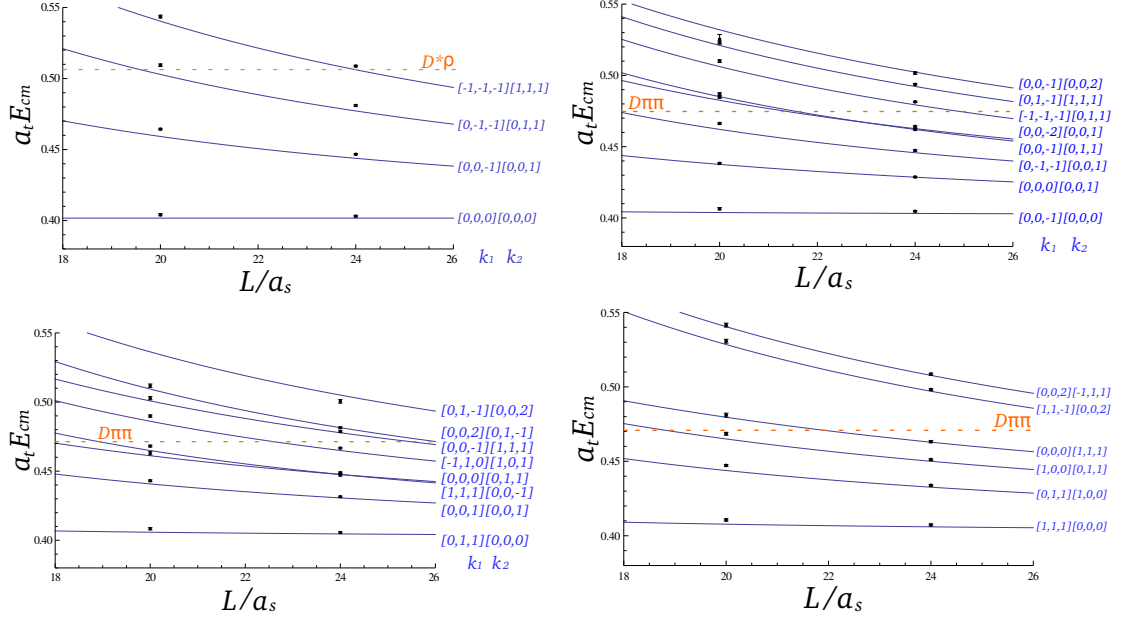 0.55
0.50
0.45
0.40
a_t E_cm
D*ρ
[-1,-1,-1][1,1,1]
[0,-1,-1][0,1,1]
[0,0,-1][0,0,1]
[0,0,0][0,0,0]
k₁ k₂
18 20 22 24 26
L/a_s
0.55
0.50
0.45
0.40
a_t E_cm
Dππ
[0,0,-1][0,0,2]
[0,1,-1][1,1,1]
[-1,-1,-1][0,1,1]
[0,0,-2][0,0,1]
[0,0,-1][0,1,1]
[0,-1,-1][0,0,1]
[0,0,0][0,0,1]
[0,0,-1][0,0,0]
k₁ k₂
18 20 22 24 26
L/a_s
0.55
0.50
0.45
0.40
a_t E_cm
Dππ
[0,1,-1][0,0,2]
[0,0,2][0,1,-1]
[0,0,-1][1,1,1]
[-1,1,0][1,0,1]
[0,0,0][0,1,1]
[1,1,1][0,0,-1]
[0,0,1][0,0,1]
[0,1,1][0,0,0]
k₁ k₂
18 20 22 24 26
L/a_s
0.55
0.50
0.45
0.40
a_t E_cm
Dππ
[0,0,2][-1,1,1]
[1,1,-1][0,0,2]
[0,0,0][1,1,1]
[1,0,0][0,1,1]
[0,1,1][1,0,0]
[1,1,1][0,0,0]
18 20 22 24 26
L/a_s